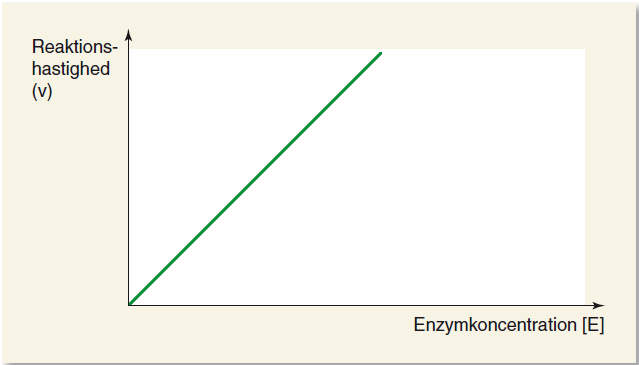 Reaktions-
hastighed
(v)
Enzymkoncentration [E]